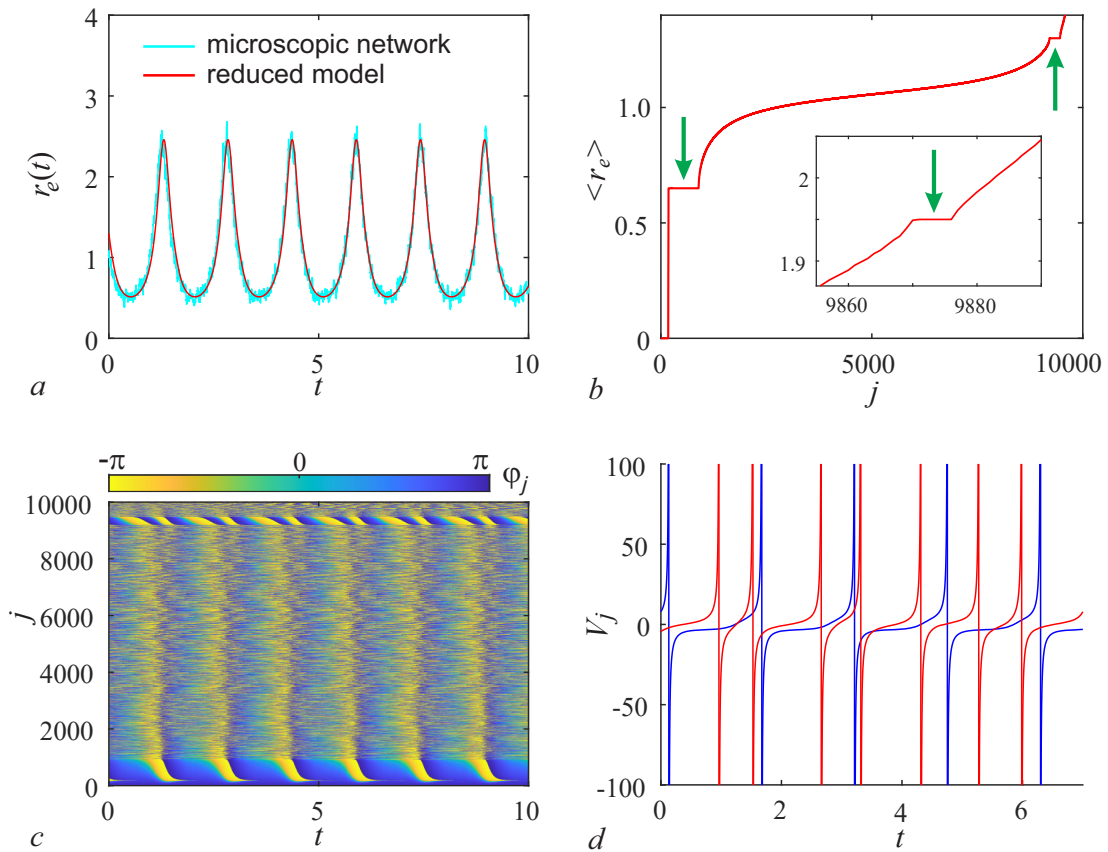 4
3
2
1
0
r_e(t)
microscopic network
reduced model
0
5
10
t
a
1.0
0.5
0
<r_e>
2
1.9
9860
9880
0
5000
10000
j
b
-π
0
π
φ_j
10000
8000
6000
4000
2000
0
j
0
5
10
t
c
100
50
0
-50
-100
V_j
0
2
4
6
t
d